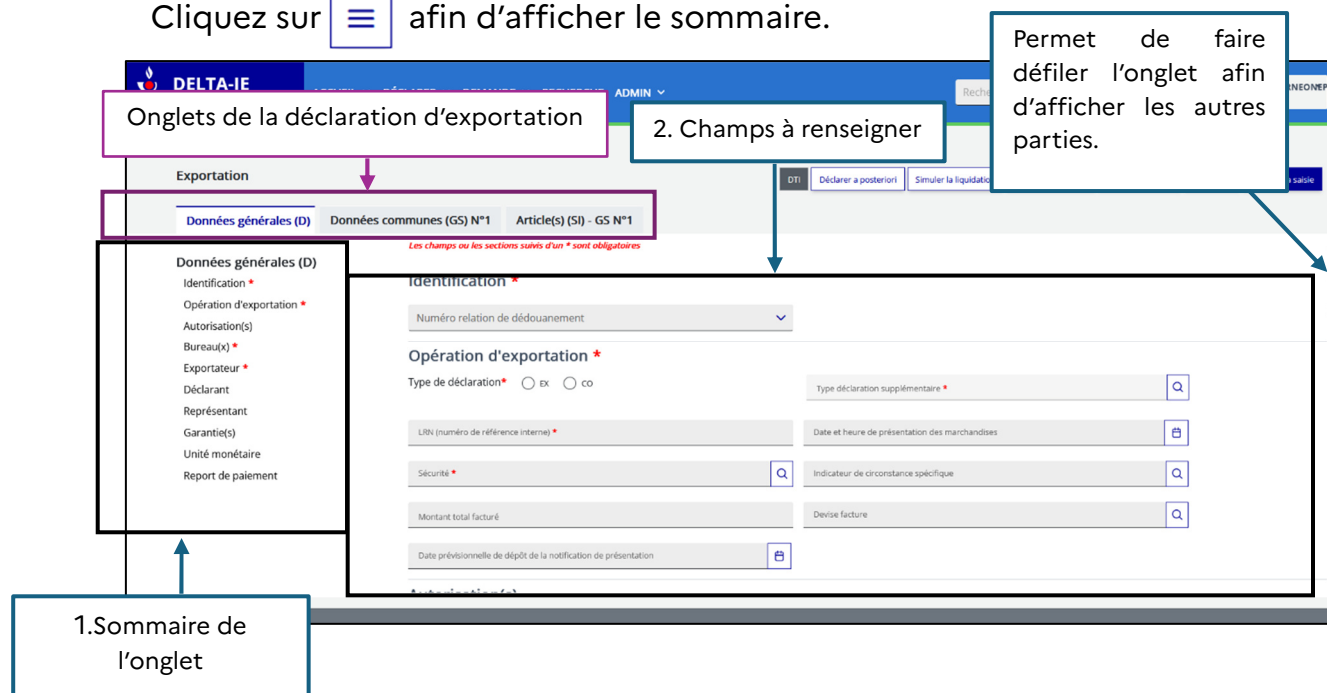 Cliquez sur afin d'afficher le sommaire.
Permet de faire
défiler l'onglet afin
d'afficher les autres
parties.
DELTA-IE
ADMIN
Onglets de la déclaration d'exportation
2. Champs à renseigner
Exportation
DTI Déclarer a posteriori Simuler la liquidation saisie
Données générales (D) Données communes (GS) N°1 Article(s) (SI) - GS N°1
Les champs ou les sections suivis d'un * sont obligatoires
Données générales (D)
Identification *
Opération d'exportation *
Autorisation(s)
Bureau(x) *
Exportateur *
Déclarant
Représentant
Garantie(s)
Unité monétaire
Report de paiement
Identification *
Numéro relation de dédouanement
Opération d'exportation *
Type de déclaration* EX CO
Type déclaration supplémentaire *
LRN (numéro de référence interne) *
Date et heure de présentation des marchandises
Sécurité *
Indicateur de circonstance spécifique
Montant total facturé
Devise facture
Date prévisionnelle de dépôt de la notification de présentation
1.Sommaire de
l'onglet